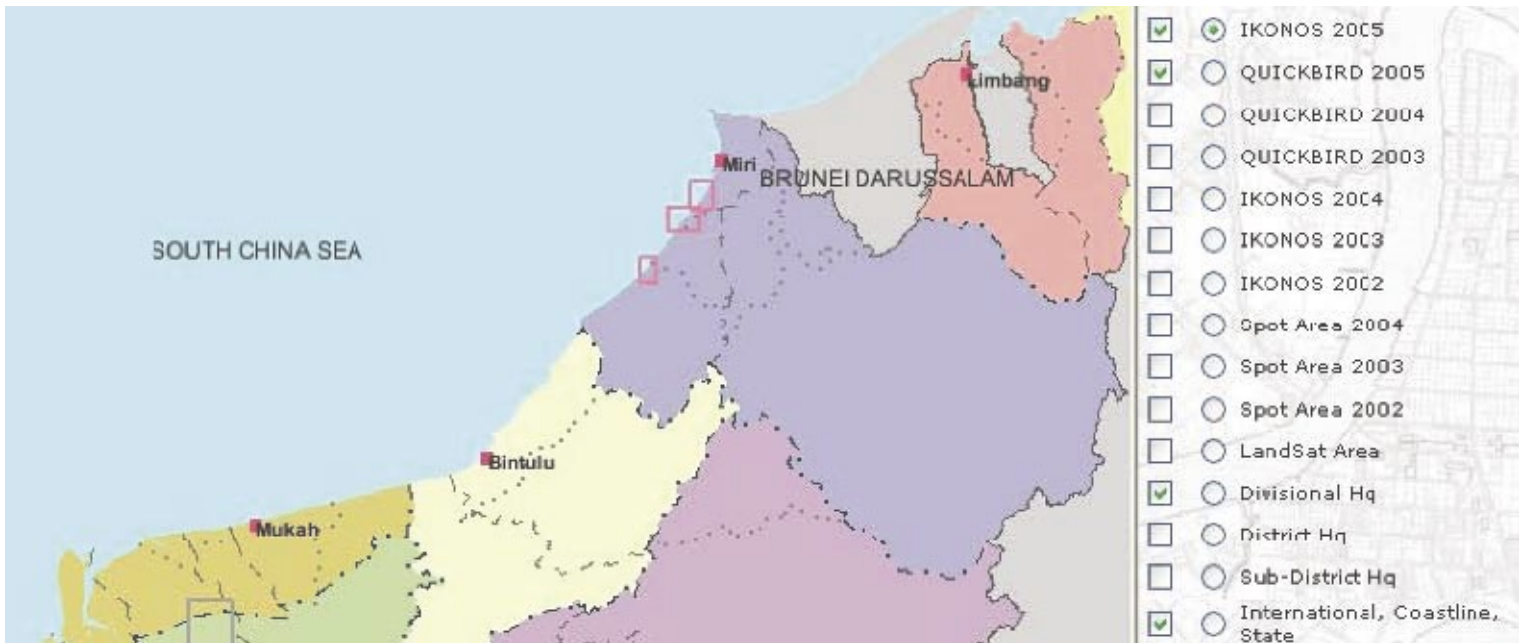 Limbang
Miri
BRUNEI DARUSSALAM
SOUTH CHINA SEA
Bintulu
Mukah
IKONOS 2005
QUICKBIRD 2005
QUICKBIRD 2004
QUICKBIRD 2003
IKONOS 2004
IKONOS 2003
IKONOS 2002
Spot Area 2004
Spot Area 2003
Spot Area 2002
LandSat Area
Divisional Hq
District Hq
Sub-District Hq
International, Coastline,
State